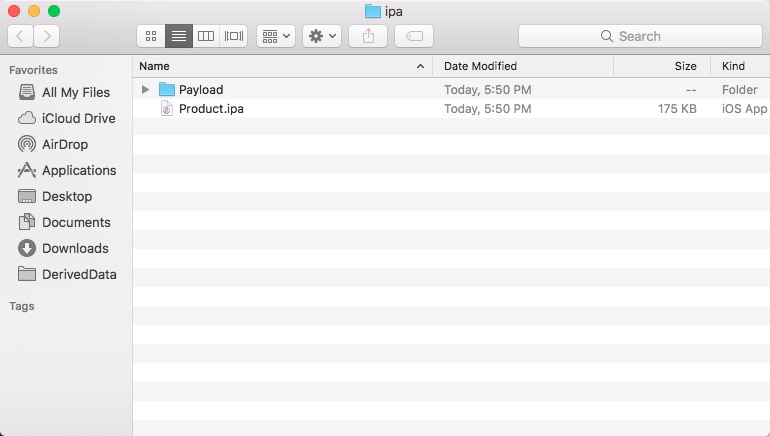 ipa
Search
Favorites
All My Files
iCloud Drive
AirDrop
Applications
Desktop
Documents
Downloads
DerivedData
Tags
Name Date Modified Size Kind
Payload Today, 5:50 PM -- Folder
Product.ipa Today, 5:50 PM 175 KB iOS App